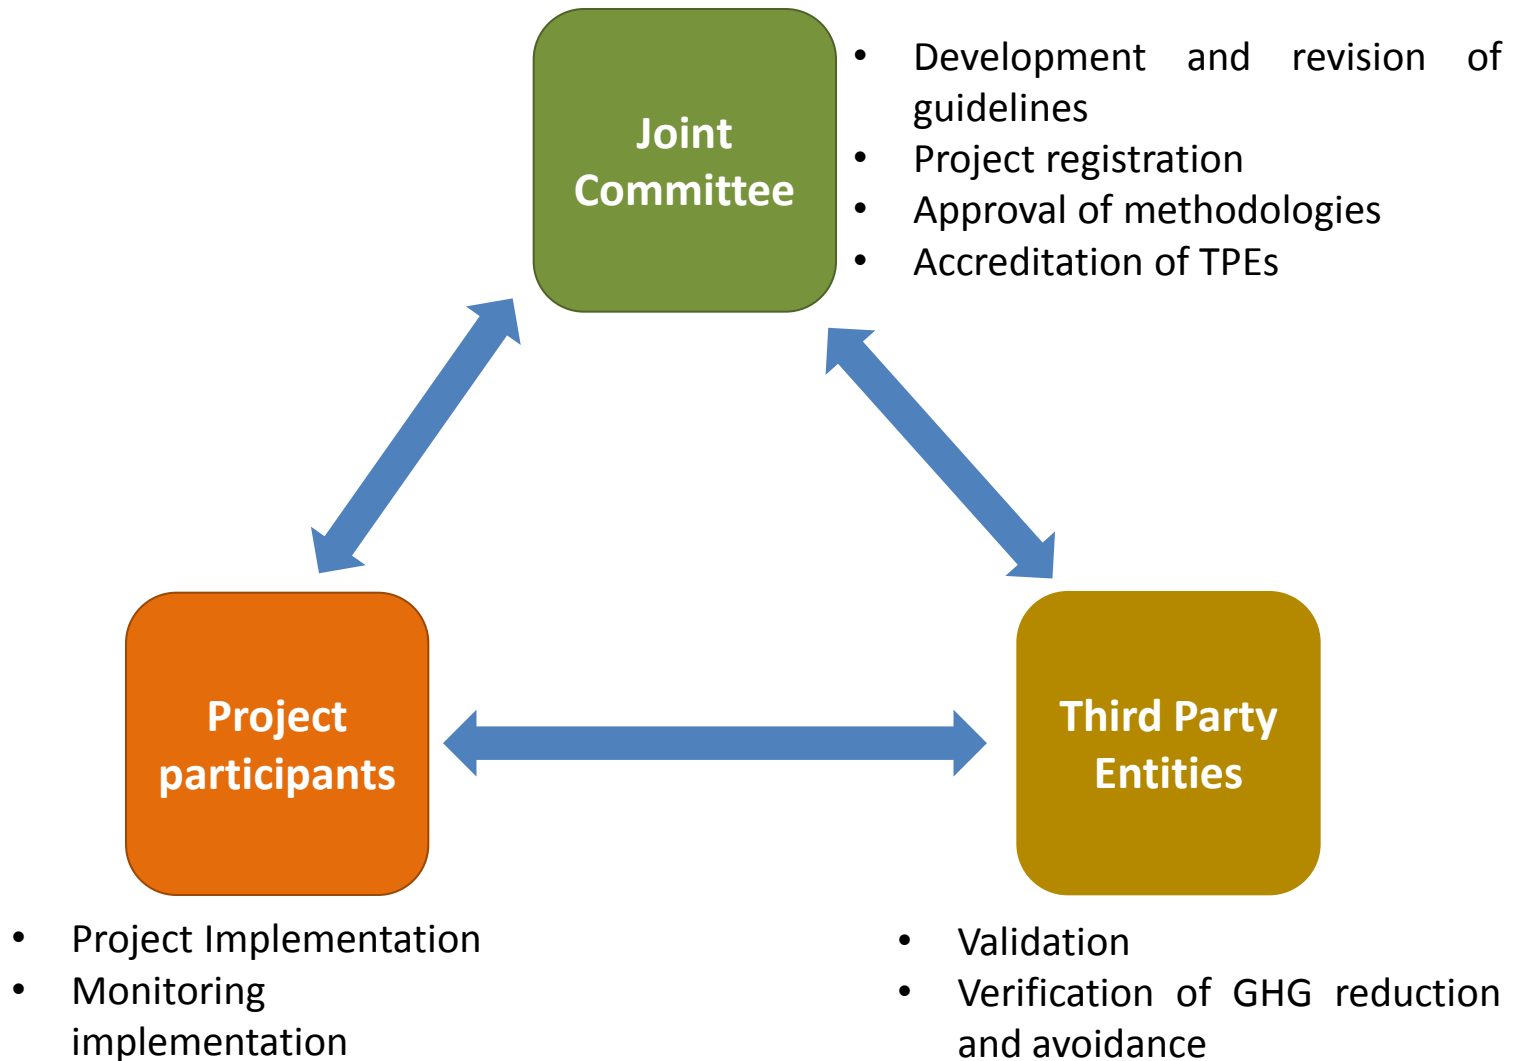 Joint
Committee
• Development and revision of
guidelines
• Project registration
• Approval of methodologies
• Accreditation of TPEs
Project
participants
Third Party
Entities
• Project Implementation
• Monitoring
implementation
• Validation
• Verification of GHG reduction
and avoidance